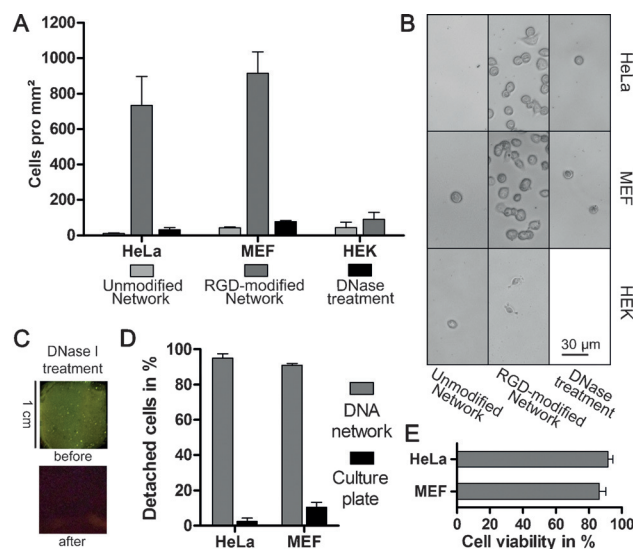 A
Cells pro mm²
1200
1000
800
600
400
200
0
HeLa
MEF
HEK
Unmodified
Network
RGD-modified
Network
DNase
treatment
B
HeLa
MEF
HEK
30 µm
Unmodified
Network
RGD-modified
Network
DNase
treatment
C
DNase I
treatment
1 cm
before
after
D
Detached cells in %
100
80
60
40
20
0
HeLa
MEF
DNA
network
Culture
plate
E
HeLa
MEF
0 20 40 60 80 100
Cell viability in %